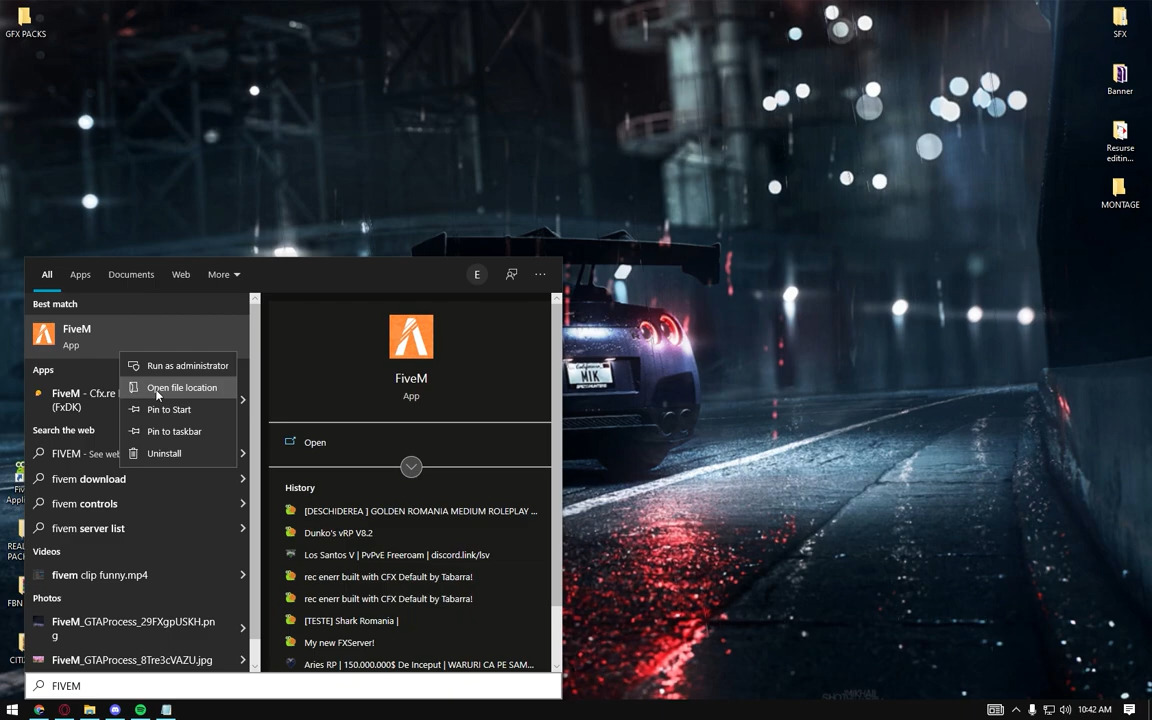 GFX PACKS
SFX
Banner
Resurse
editin...
MONTAGE
All
Apps
Documents
Web
More
E
...
Best match
FiveM
App
Apps
FiveM - Cfx.re
(FxDK)
Search the web
FIVEM - See web
fivem download
fivem controls
fivem server list
Videos
fivem clip funny.mp4
Photos
FiveM_GTAProcess_29FXgpUSKH.pn
g
FiveM_GTAProcess_8Tre3cVAZU.jpg
Run as administrator
Open file location
Pin to Start
Pin to taskbar
Uninstall
FiveM
App
Open
History
[DESCHIDEREA ] GOLDEN ROMANIA MEDIUM ROLEPLAY ...
Dunko's vRP V8.2
Los Santos V | PvPvE Freeroam | discord.link/lsv
rec enerr built with CFX Default by Tabarra!
rec enerr built with CFX Default by Tabarra!
[TESTE] Shark Romania |
My new FXServer!
Aries RP | 150.000.000$ De Inceput | WARURI CA PE SAM...
MIK
FIVEM
10:42 AM